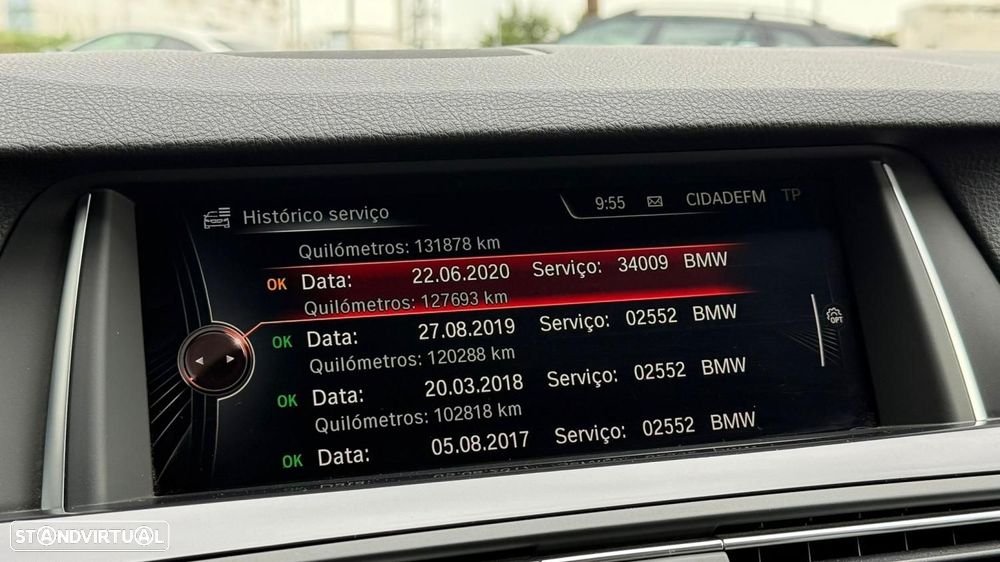 Histórico serviço 9:55 CIDADEFM TP
Quilómetros: 131878 km
OK Data: 22.06.2020 Serviço: 34009 BMW
Quilómetros: 127693 km
OK Data: 27.08.2019 Serviço: 02552 BMW
Quilómetros: 120288 km
OK Data: 20.03.2018 Serviço: 02552 BMW
Quilómetros: 102818 km
OK Data: 05.08.2017 Serviço: 02552 BMW
OPT
STANDVIRTUAL